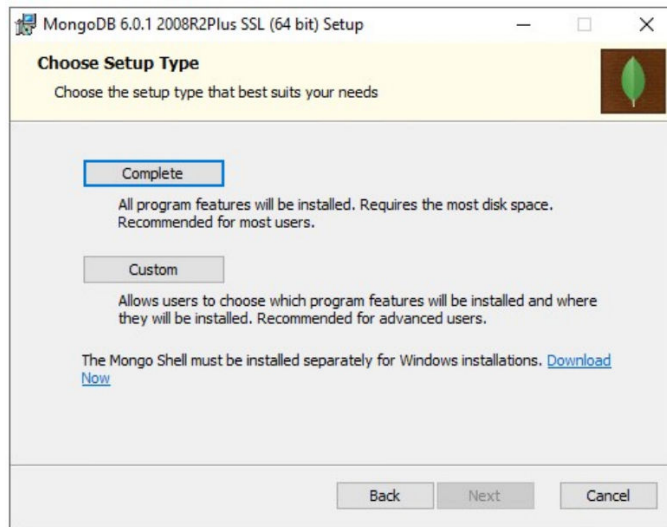 MongoDB 6.0.1 2008R2Plus SSL (64 bit) Setup
Choose Setup Type
Choose the setup type that best suits your needs
Complete
All program features will be installed. Requires the most disk space.
Recommended for most users.
Custom
Allows users to choose which program features will be installed and where
they will be installed. Recommended for advanced users.
The Mongo Shell must be installed separately for Windows installations. Download
Now
Back Next Cancel